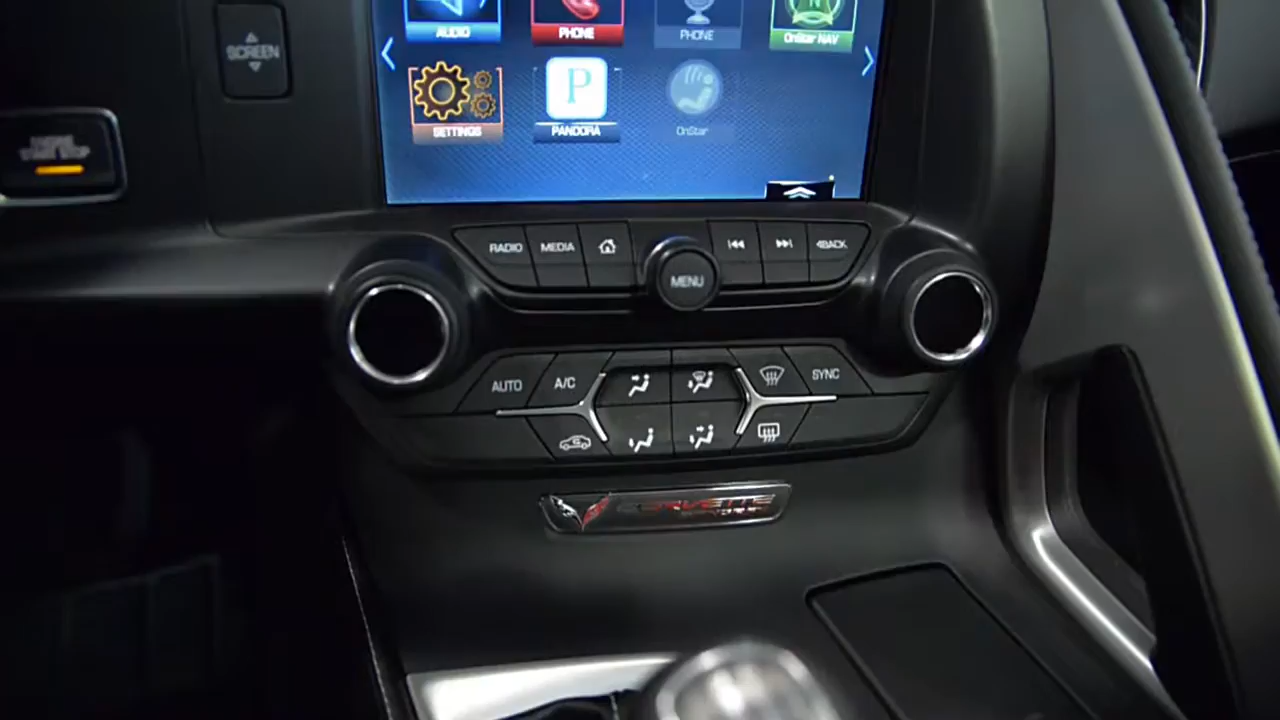 AUDIO
PHONE
PHONE
N
OnStar NAV
SCREEN
SETTINGS
P
PANDORA
OnStar
RADIO
MEDIA
BACK
MENU
AUTO
A/C
SYNC
CORVETTE